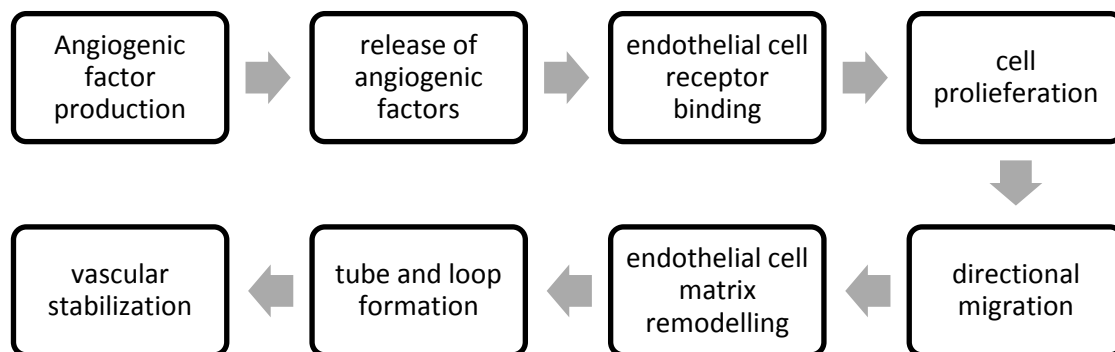 Angiogenic
factor
production
release of
angiogenic
factors
endothelial cell
receptor
binding
cell
prolieferation
directional
migration
endothelial cell
matrix
remodelling
tube and loop
formation
vascular
stabilization